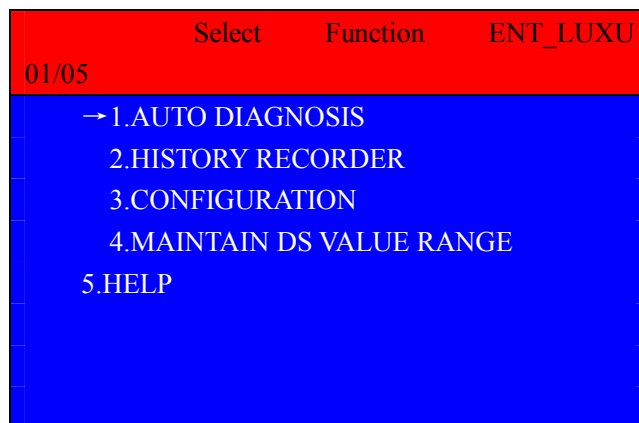 Select Function ENT_LUXU
01/05
→1.AUTO DIAGNOSIS
2.HISTORY RECORDER
3.CONFIGURATION
4.MAINTAIN DS VALUE RANGE
5.HELP